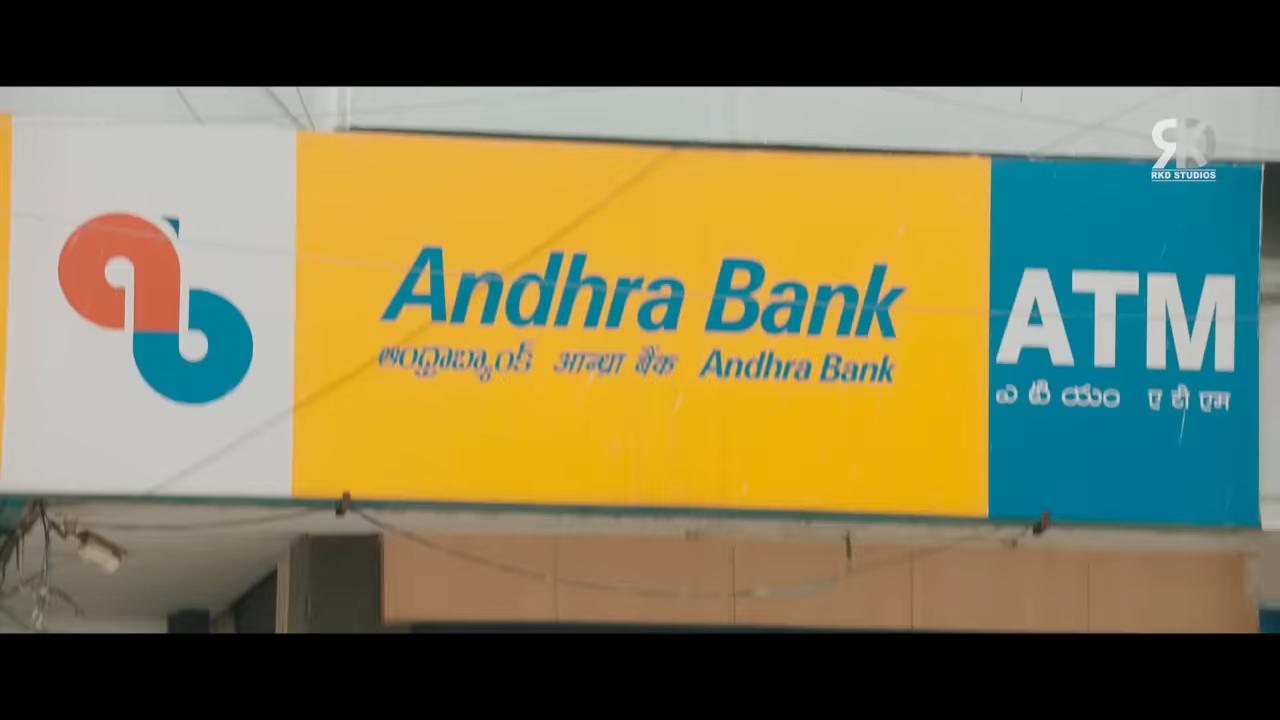 Andhra Bank
ఆంధ్రాబ్యాంక్ आन्ध्रा बैंक Andhra Bank
ATM
ఎ టి యం ए टी एम
RKD STUDIOS